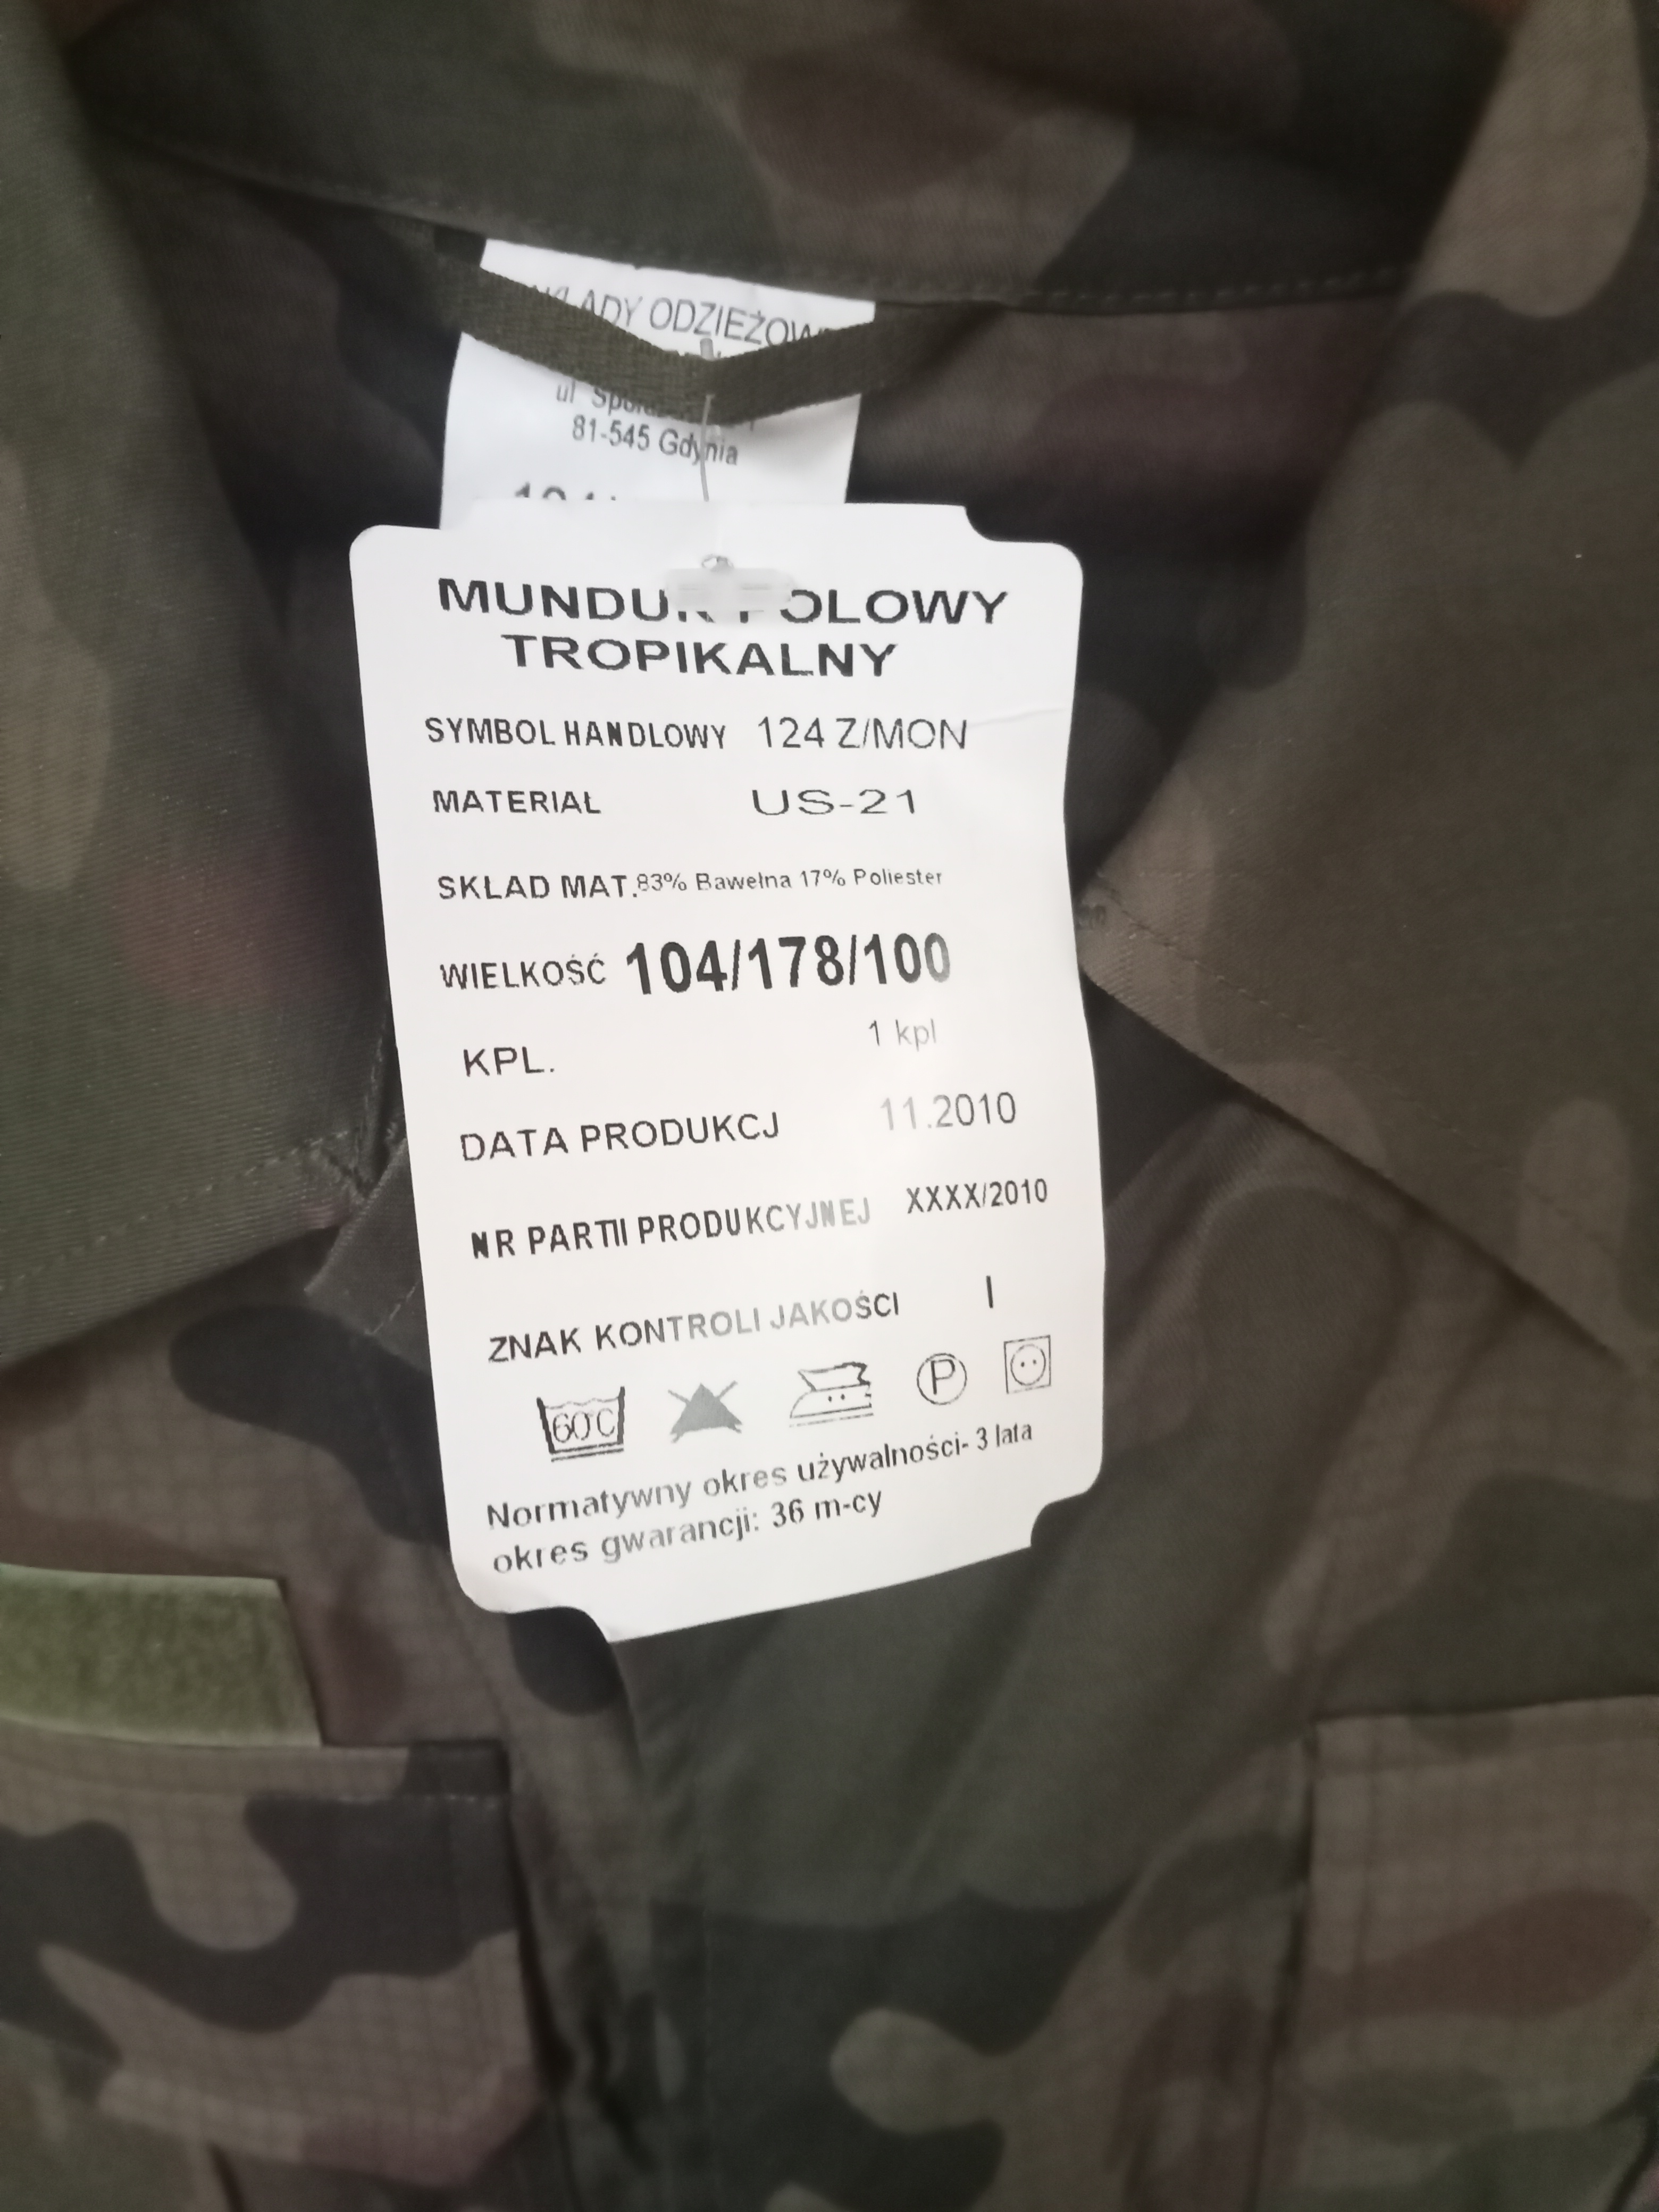 ODZIEŻOW
ul
81-545 Gdynia
MUNDUR POLOWY
TROPIKALNY
SYMBOL HANDLOWY 124 Z/MON
MATERIAŁ US-21
SKŁAD MAT. 83% Bawełna 17% Poliester
WIELKOŚĆ 104/178/100
KPL. 1 kpl
DATA PRODUKCJ 11.2010
NR PARTII PRODUKCYJNEJ XXXX/2010
ZNAK KONTROLI JAKOŚCI I
60°C P
Normatywny okres używalności- 3 lata
okres gwarancji: 36 m-cy